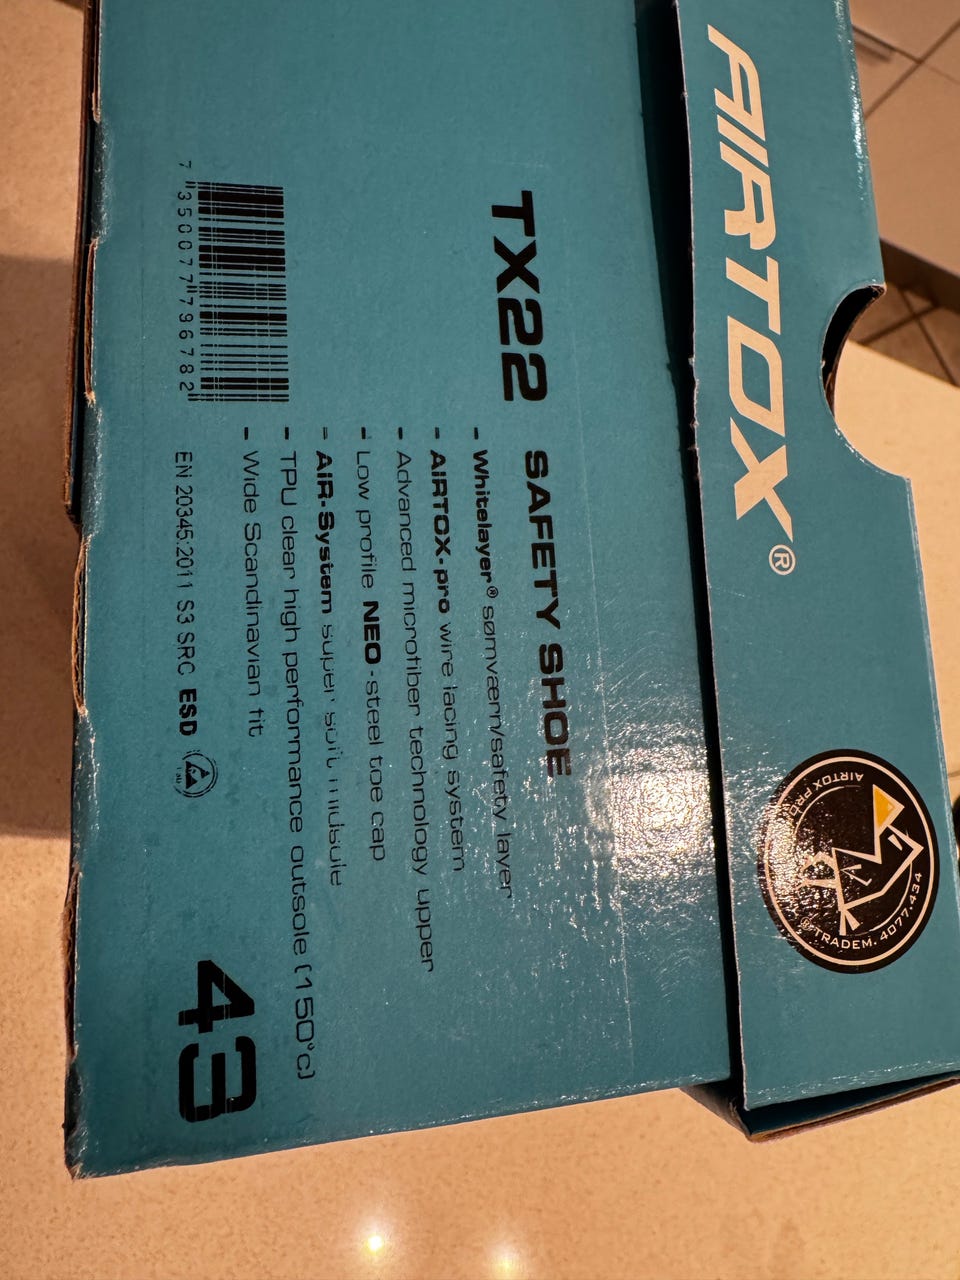 AIRTOX®
AIRTOX PRO
® TRADEM. 4077.434
TX22 SAFETY SHOE
- Whitelayer® sømværn/safety layer
- AIRTOX-pro wire lacing system
- Advanced microfiber technology upper
- Low profile NEO-steel toe cap
- AIR-System super soft midsole
- TPU clear high performance outsole (150°c)
- Wide Scandinavian fit
7 350077 796782
EN 20345:2011 S3 SRC ESD
43